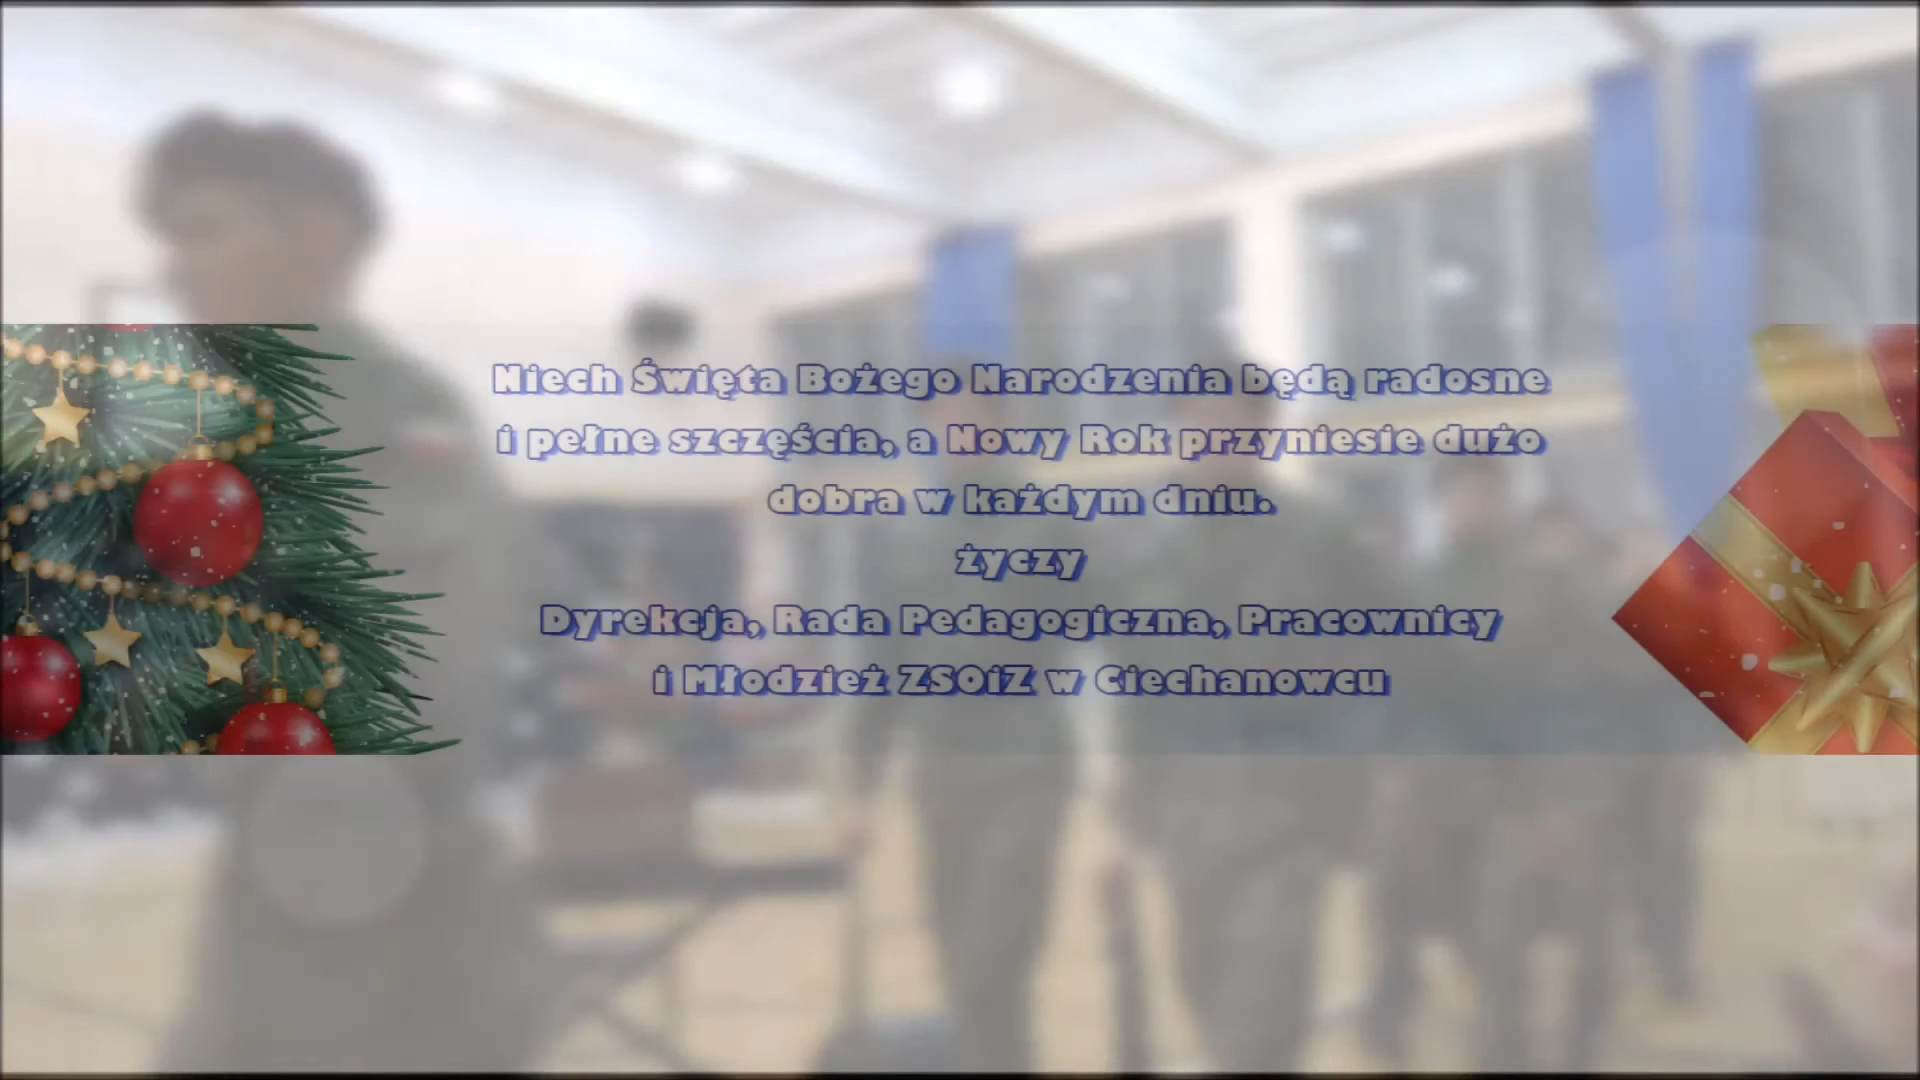 Niech Święta Bożego Narodzenia będą radosne
i pełne szczęścia, a Nowy Rok przyniesie dużo
dobra w każdym dniu.
życzy
Dyrekcja, Rada Pedagogiczna, Pracownicy
i Młodzież ZSOiZ w Ciechanowcu